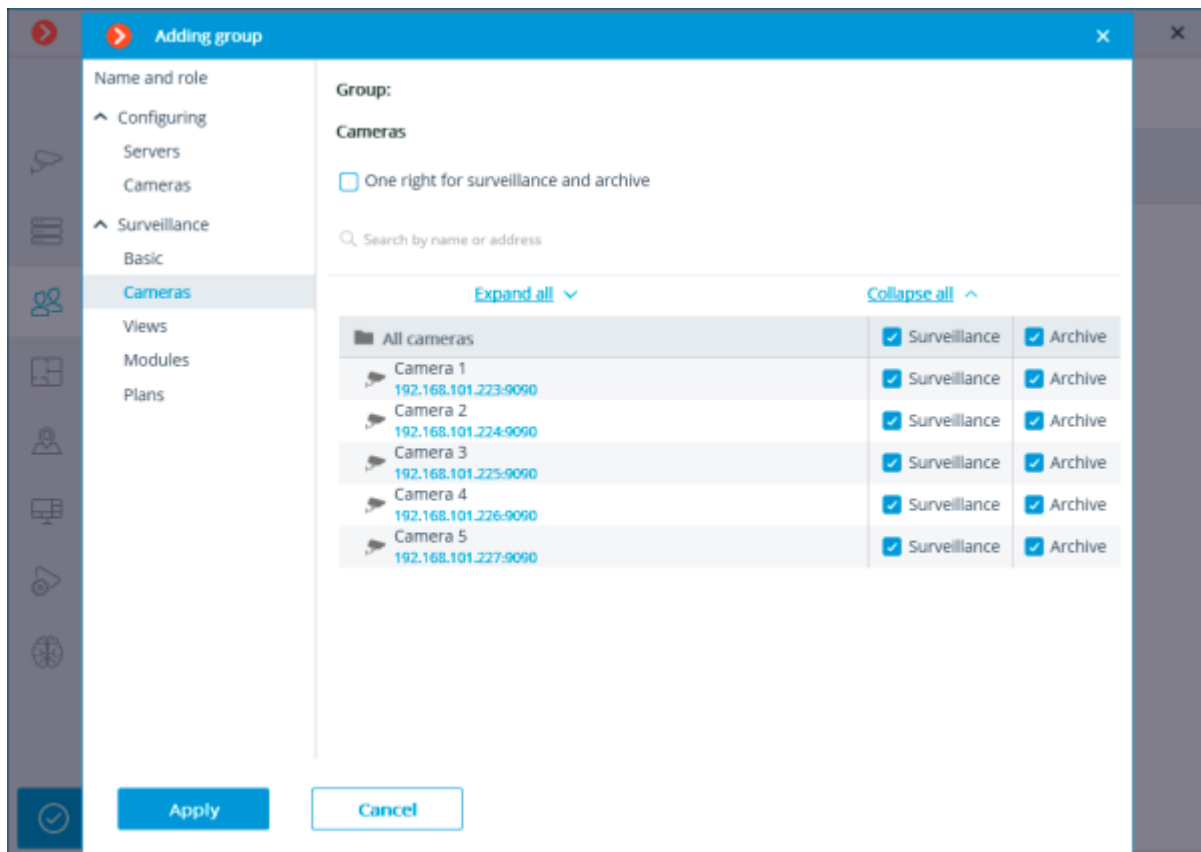 Adding group
Name and role
Configuring
Servers
Cameras
Surveillance
Basic
Cameras
Views
Modules
Plans
Group:
Cameras
One right for surveillance and archive
Search by name or address
Expand all
Collapse all
All cameras Surveillance Archive
Camera 1
192.168.101.223:9090 Surveillance Archive
Camera 2
192.168.101.224:9090 Surveillance Archive
Camera 3
192.168.101.225:9090 Surveillance Archive
Camera 4
192.168.101.226:9090 Surveillance Archive
Camera 5
192.168.101.227:9090 Surveillance Archive
Apply Cancel